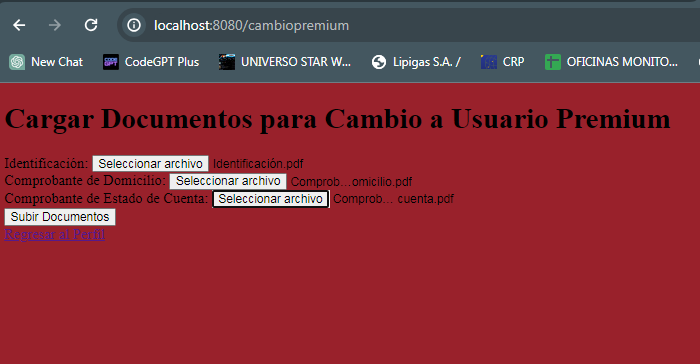 localhost:8080/cambiopremium
New Chat CodeGPT Plus UNIVERSO STAR W... Lipigas S.A. / CRP OFICINAS MONITO...
Cargar Documentos para Cambio a Usuario Premium
Identificación: Seleccionar archivo Identificación.pdf
Comprobante de Domicilio: Seleccionar archivo Comprob...omicilio.pdf
Comprobante de Estado de Cuenta: Seleccionar archivo Comprob... cuenta.pdf
Subir Documentos
Regresar al Perfil